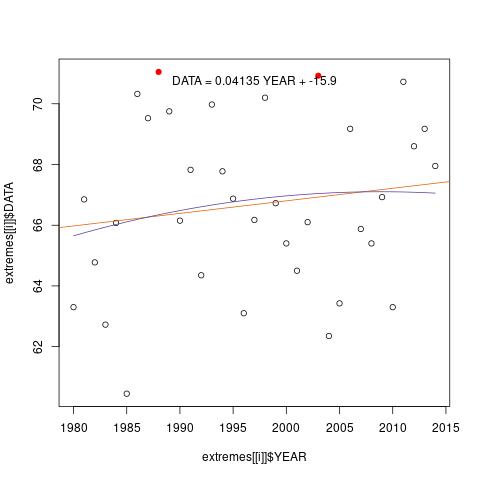 DATA = 0.04135 YEAR + -15.9
70
68
66
64
62
extremes[[i]]$DATA
1980 1985 1990 1995 2000 2005 2010 2015
extremes[[i]]$YEAR